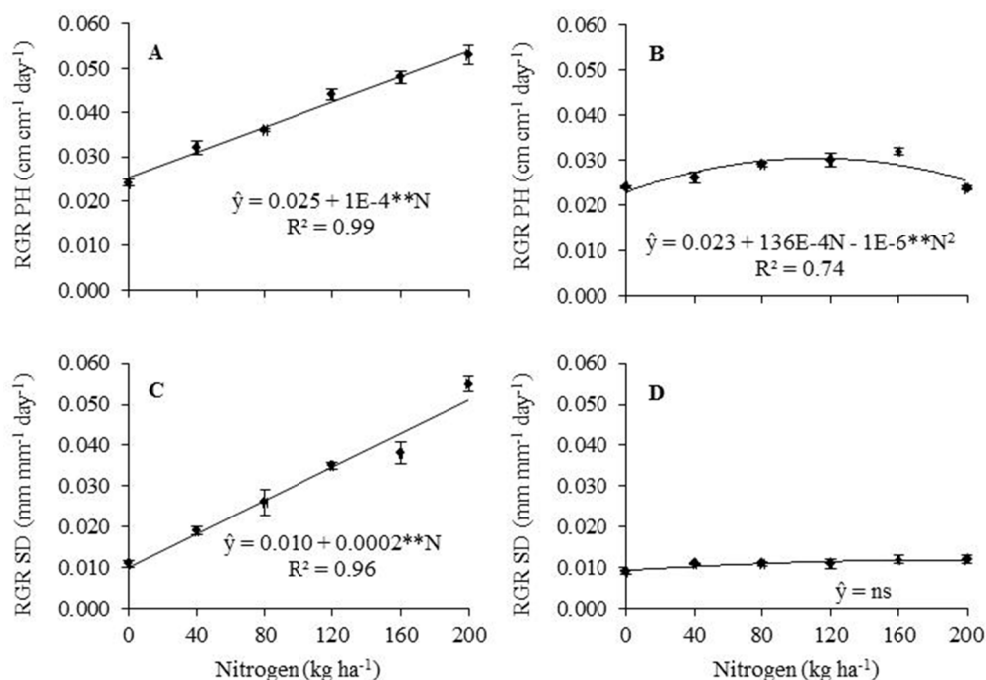 A
RGR PH (cm cm⁻¹ day⁻¹)
0.060
0.050
0.040
0.030
0.020
0.010
0.000
ŷ = 0.025 + 1E-4**N
R² = 0.99
B
RGR PH (cm cm⁻¹ day⁻¹)
0.060
0.050
0.040
0.030
0.020
0.010
0.000
ŷ = 0.023 + 136E-4N - 1E-6**N²
R² = 0.74
0
40
80
120
160
200
C
RGR SD (mm mm⁻¹ day⁻¹)
0.060
0.050
0.040
0.030
0.020
0.010
0.000
ŷ = 0.010 + 0.0002**N
R² = 0.96
0
40
80
120
160
200
Nitrogen (kg ha⁻¹)
D
RGR SD (mm mm⁻¹ day⁻¹)
0.060
0.050
0.040
0.030
0.020
0.010
0.000
ŷ = ns
0
40
80
120
160
200
Nitrogen (kg ha⁻¹)